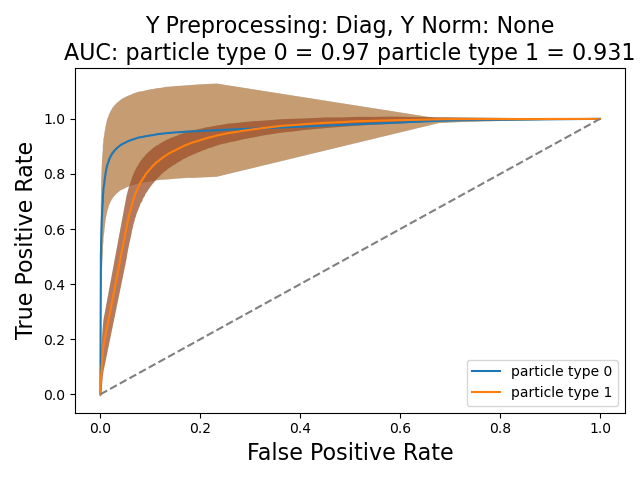 Y Preprocessing: Diag, Y Norm: None
AUC: particle type 0 = 0.97 particle type 1 = 0.931
True Positive Rate
1.0
0.8
0.6
0.4
0.2
0.0
particle type 0
particle type 1
0.0 0.2 0.4 0.6 0.8 1.0
False Positive Rate